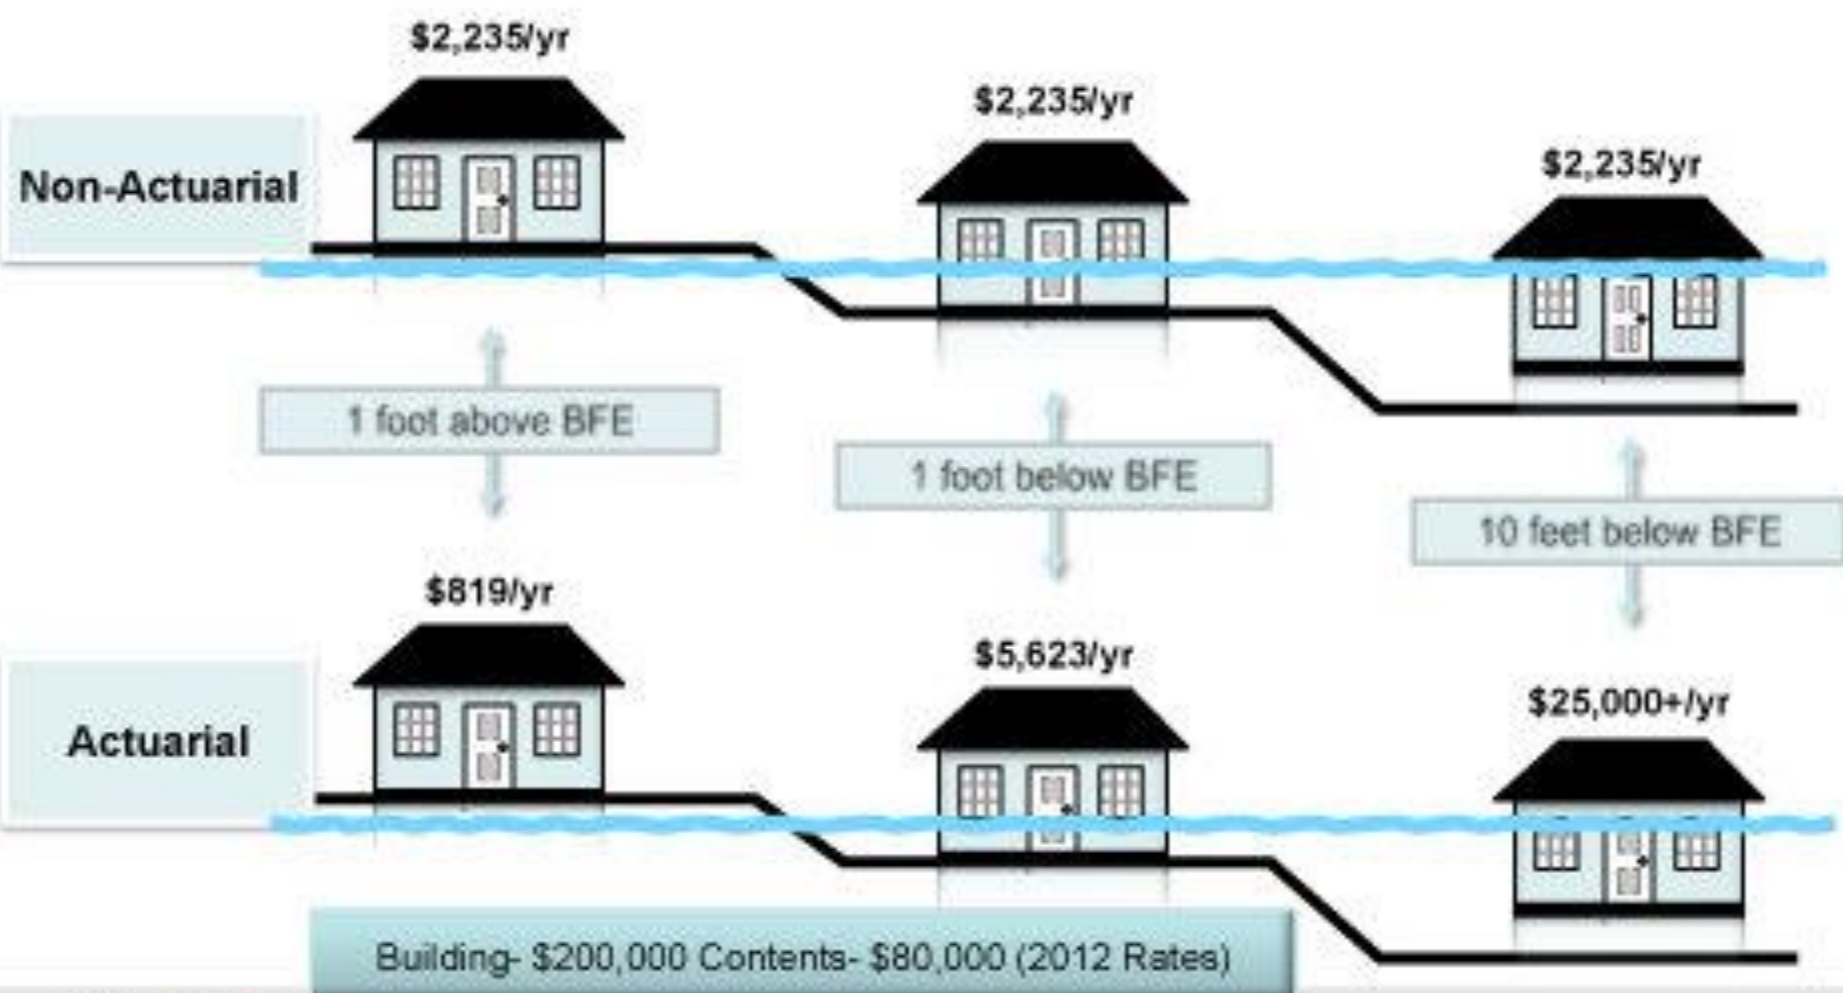 $2,235/yr
$2,235/yr
$2,235/yr
Non-Actuarial
1 foot above BFE
1 foot below BFE
10 feet below BFE
$819/yr
$5,623/yr
$25,000+/yr
Actuarial
Building- $200,000 Contents- $80,000 (2012 Rates)